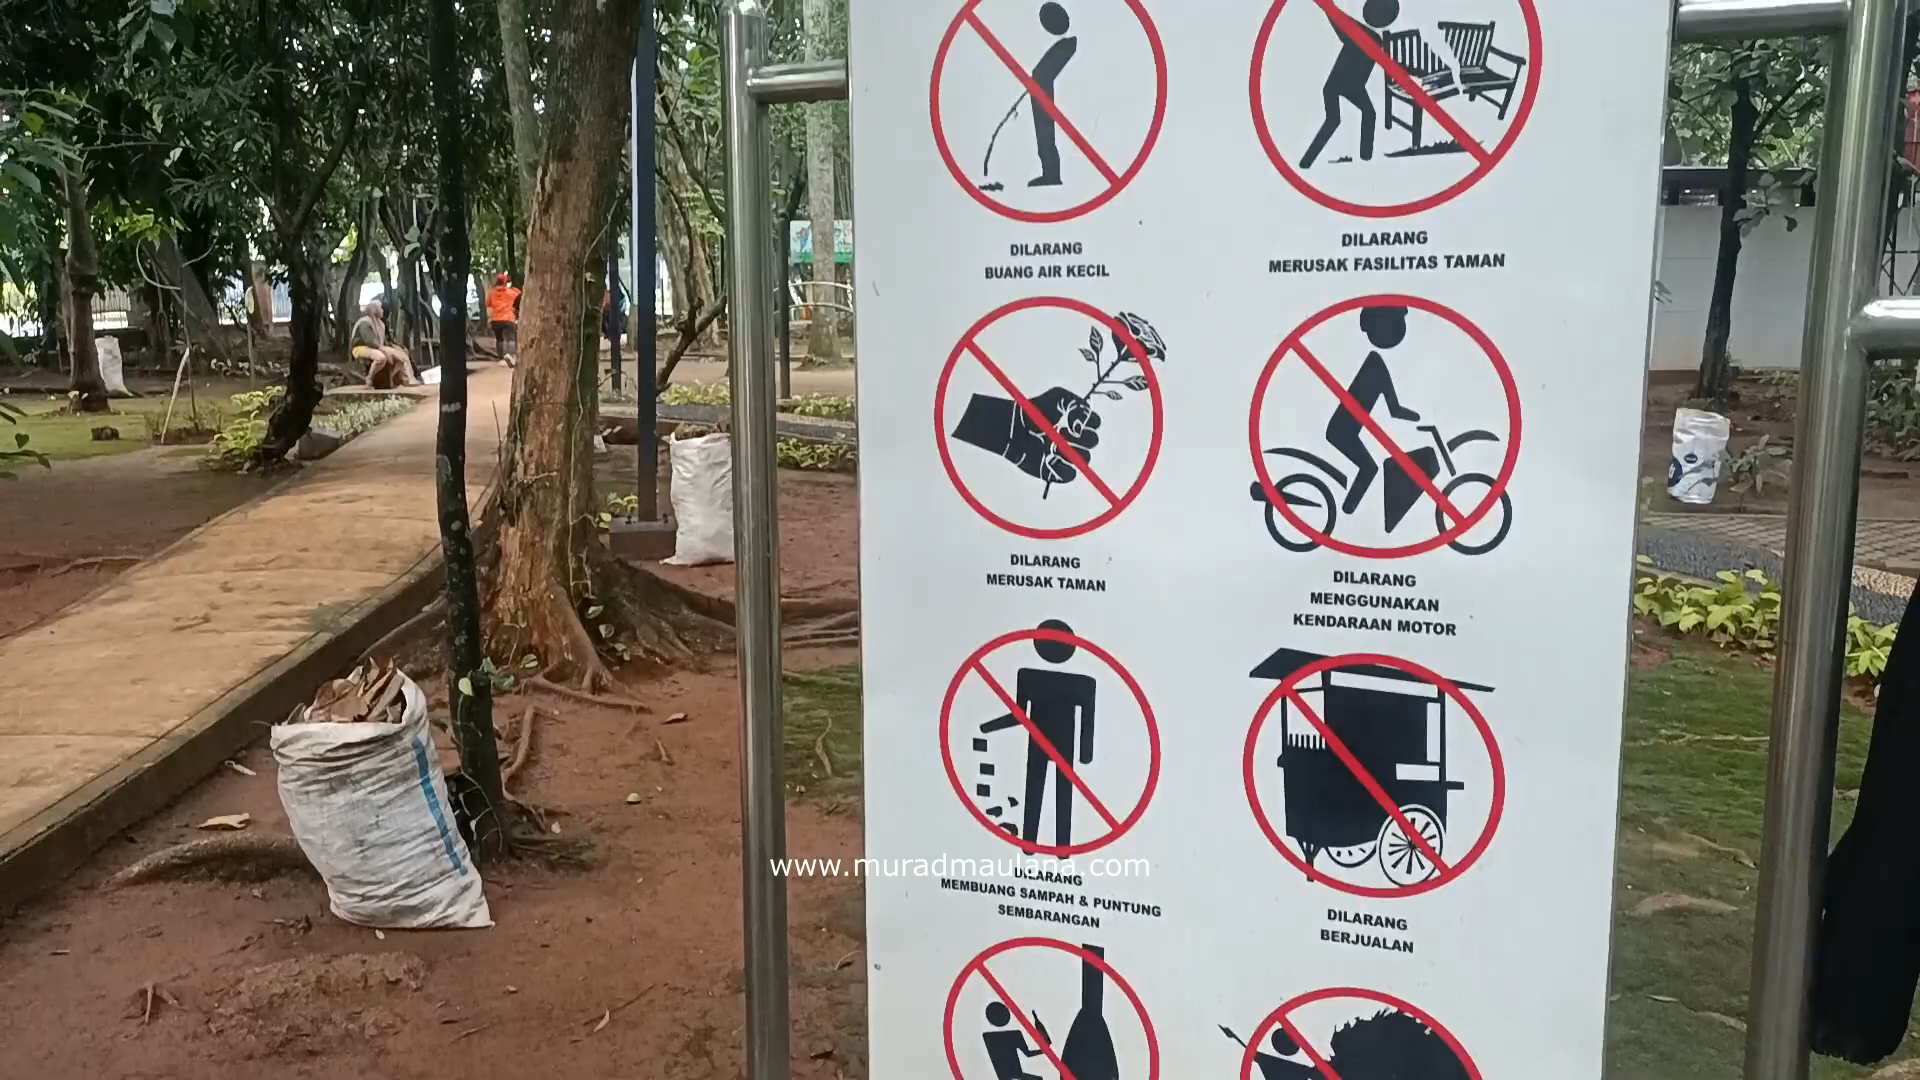 DILARANG
BUANG AIR KECIL
DILARANG
MERUSAK FASILITAS TAMAN
DILARANG
MERUSAK TAMAN
DILARANG
MENGGUNAKAN
KENDARAAN MOTOR
www.muradmaulana.com
DILARANG
MEMBUANG SAMPAH & PUNTUNG
SEMBARANGAN
DILARANG
BERJUALAN